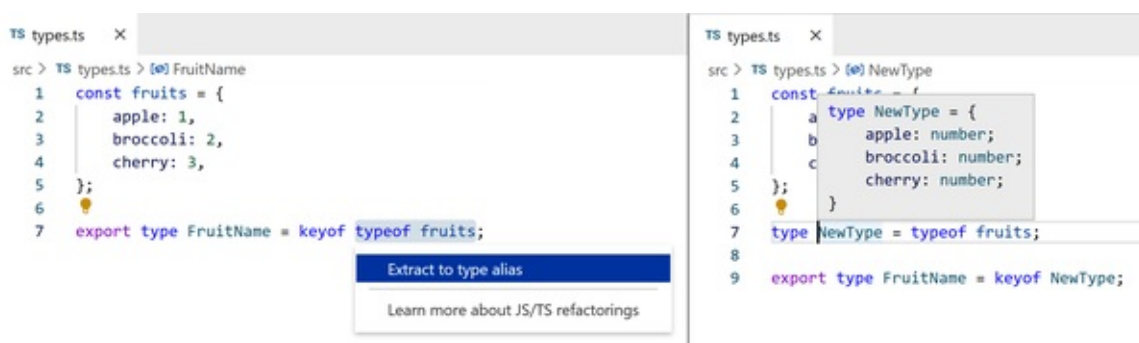 TS types.ts ×
src > TS types.ts > FruitName
1 const fruits = {
2 apple: 1,
3 broccoli: 2,
4 cherry: 3,
5 };
6
7 export type FruitName = keyof typeof fruits;
Extract to type alias
Learn more about JS/TS refactorings
TS types.ts ×
src > TS types.ts > NewType
1 const fruits = {
2 a
3 b
4 c
5 };
6
type NewType = {
apple: number;
broccoli: number;
cherry: number;
}
7 type NewType = typeof fruits;
8
9 export type FruitName = keyof NewType;